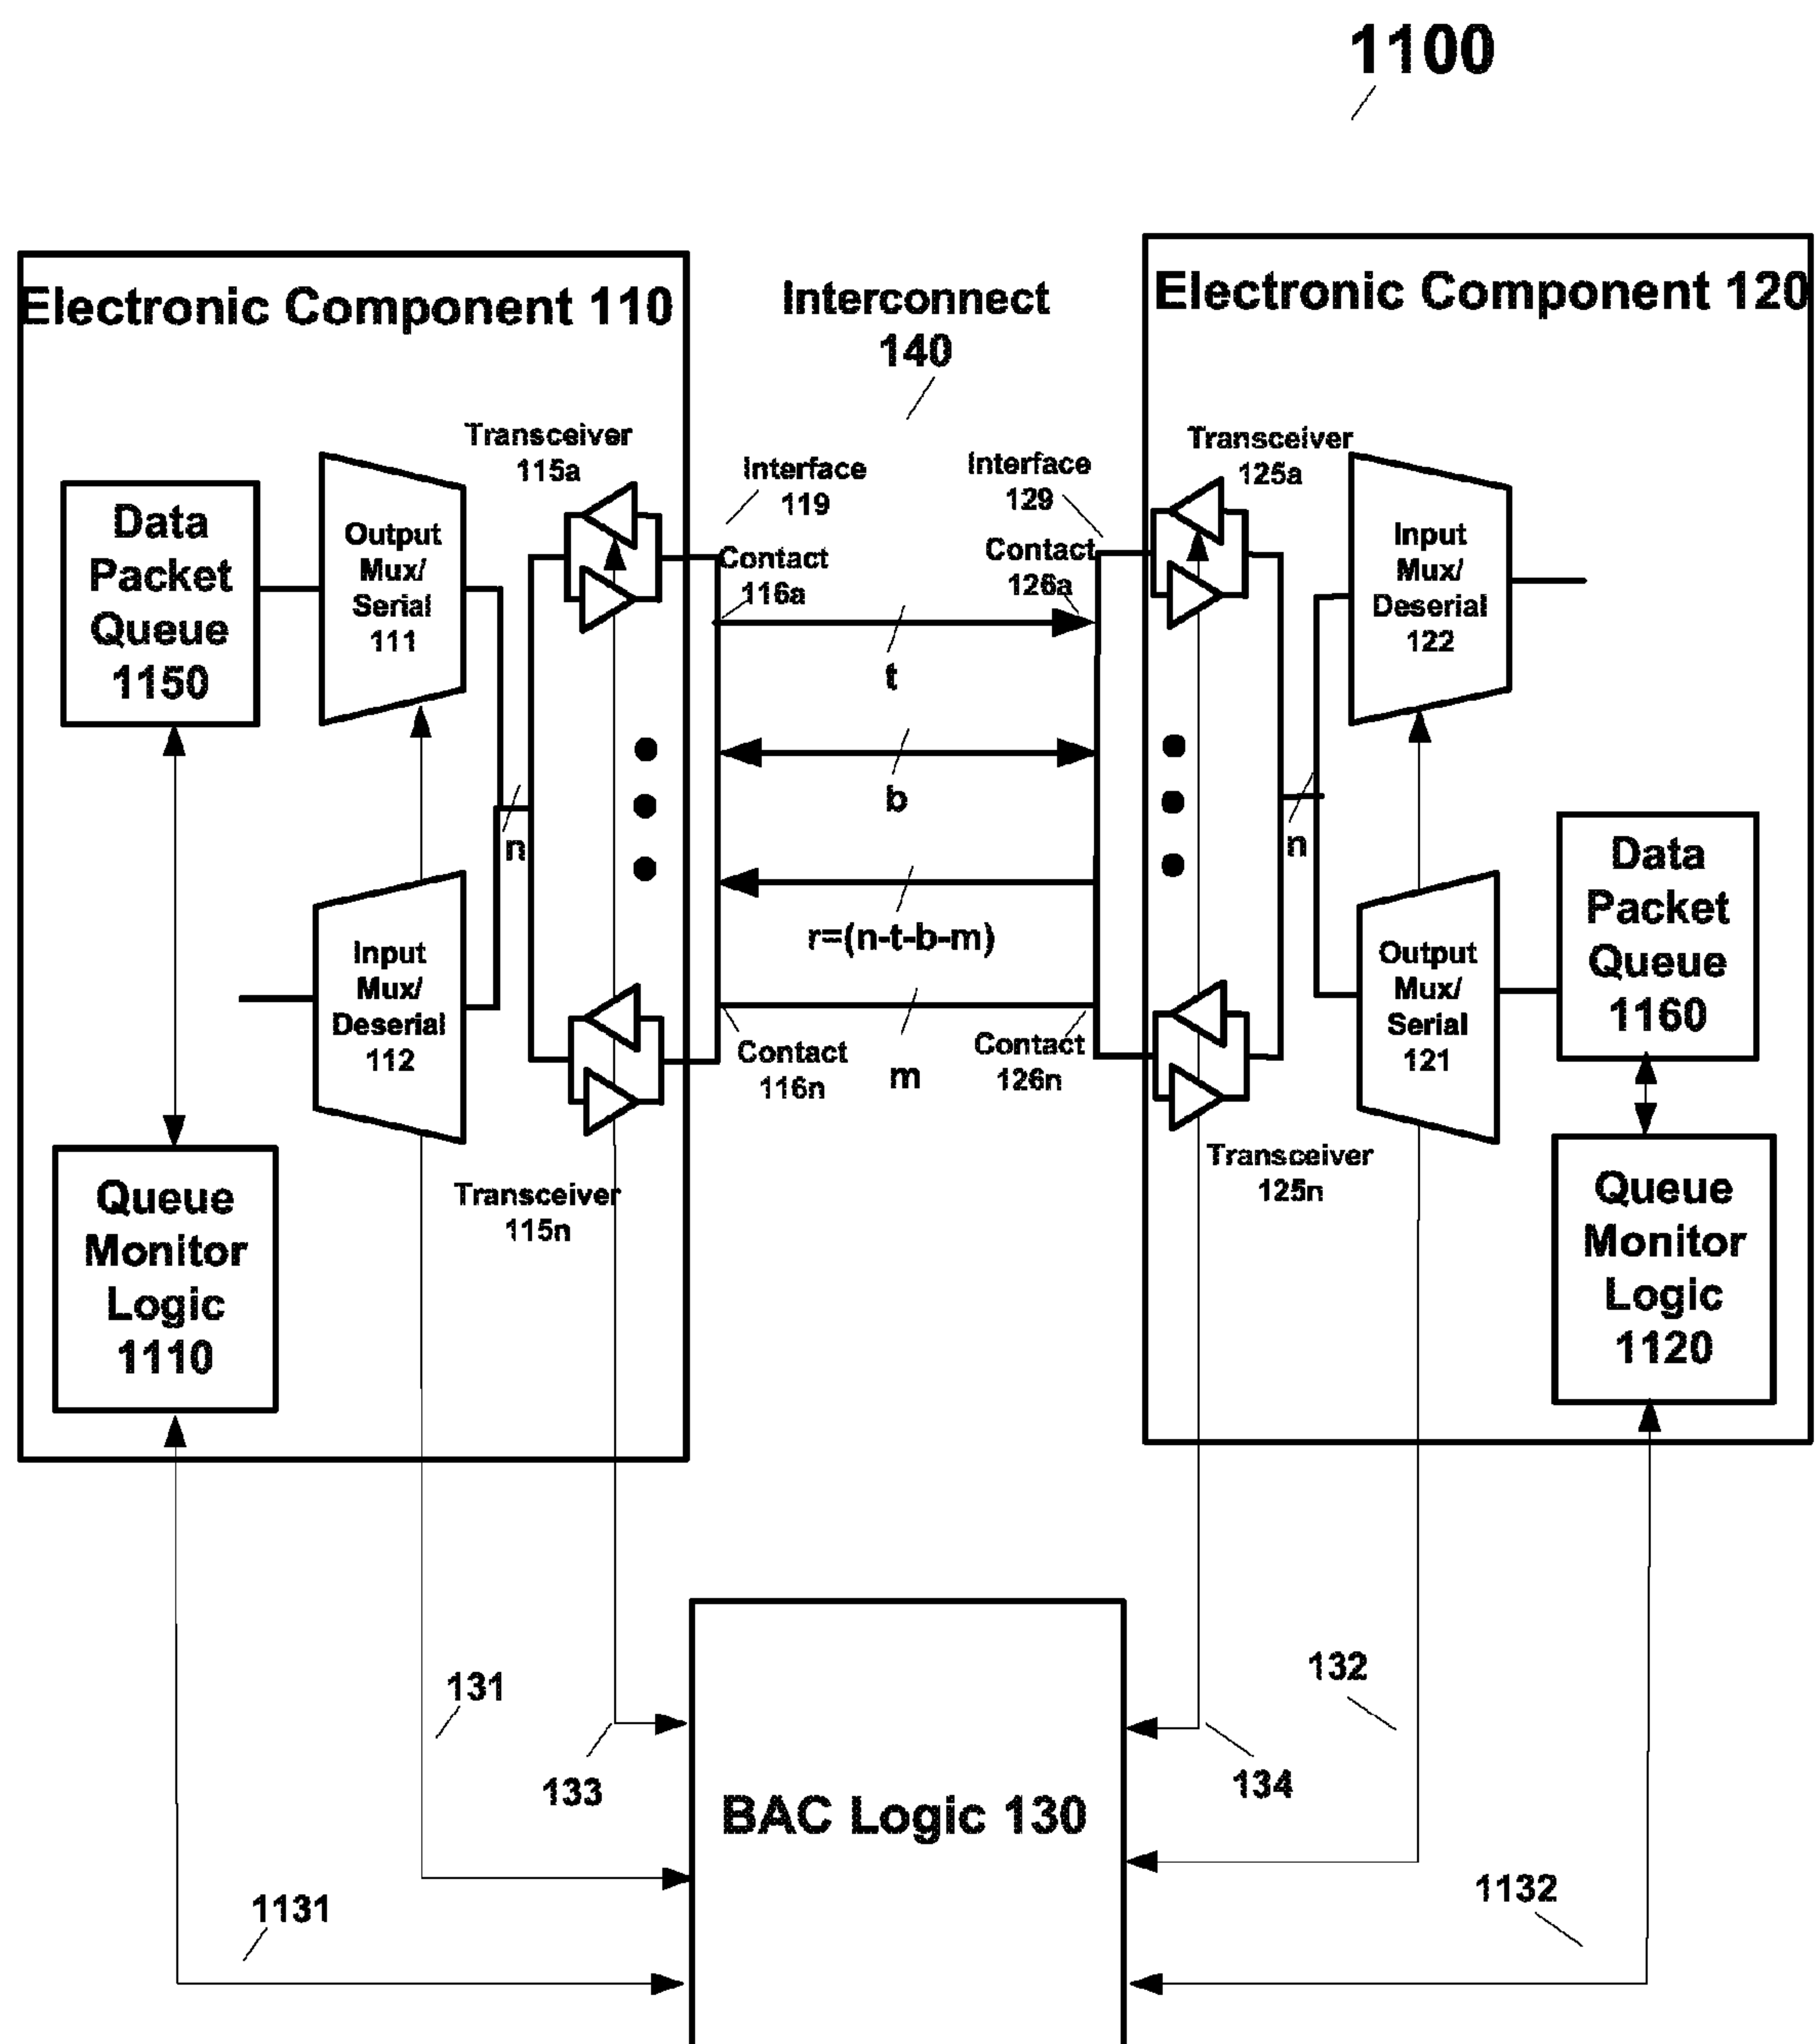 1100
Electronic Component 110
Interconnect
140
Electronic Component 120
Transceiver
115a
Interface
119
Interface
129
Transceiver
125a
Data
Packet
Queue
1150
Output
Mux/
Serial
111
Contact
116a
Contact
126a
Input
Mux/
Deserial
122
t
b
n
n
r=(n-t-b-m)
m
Input
Mux/
Deserial
112
Contact
116n
Contact
126n
Output
Mux/
Serial
121
Data
Packet
Queue
1160
Transceiver
115n
Transceiver
125n
Queue
Monitor
Logic
1110
Queue
Monitor
Logic
1120
131
133
132
134
BAC Logic 130
1131
1132